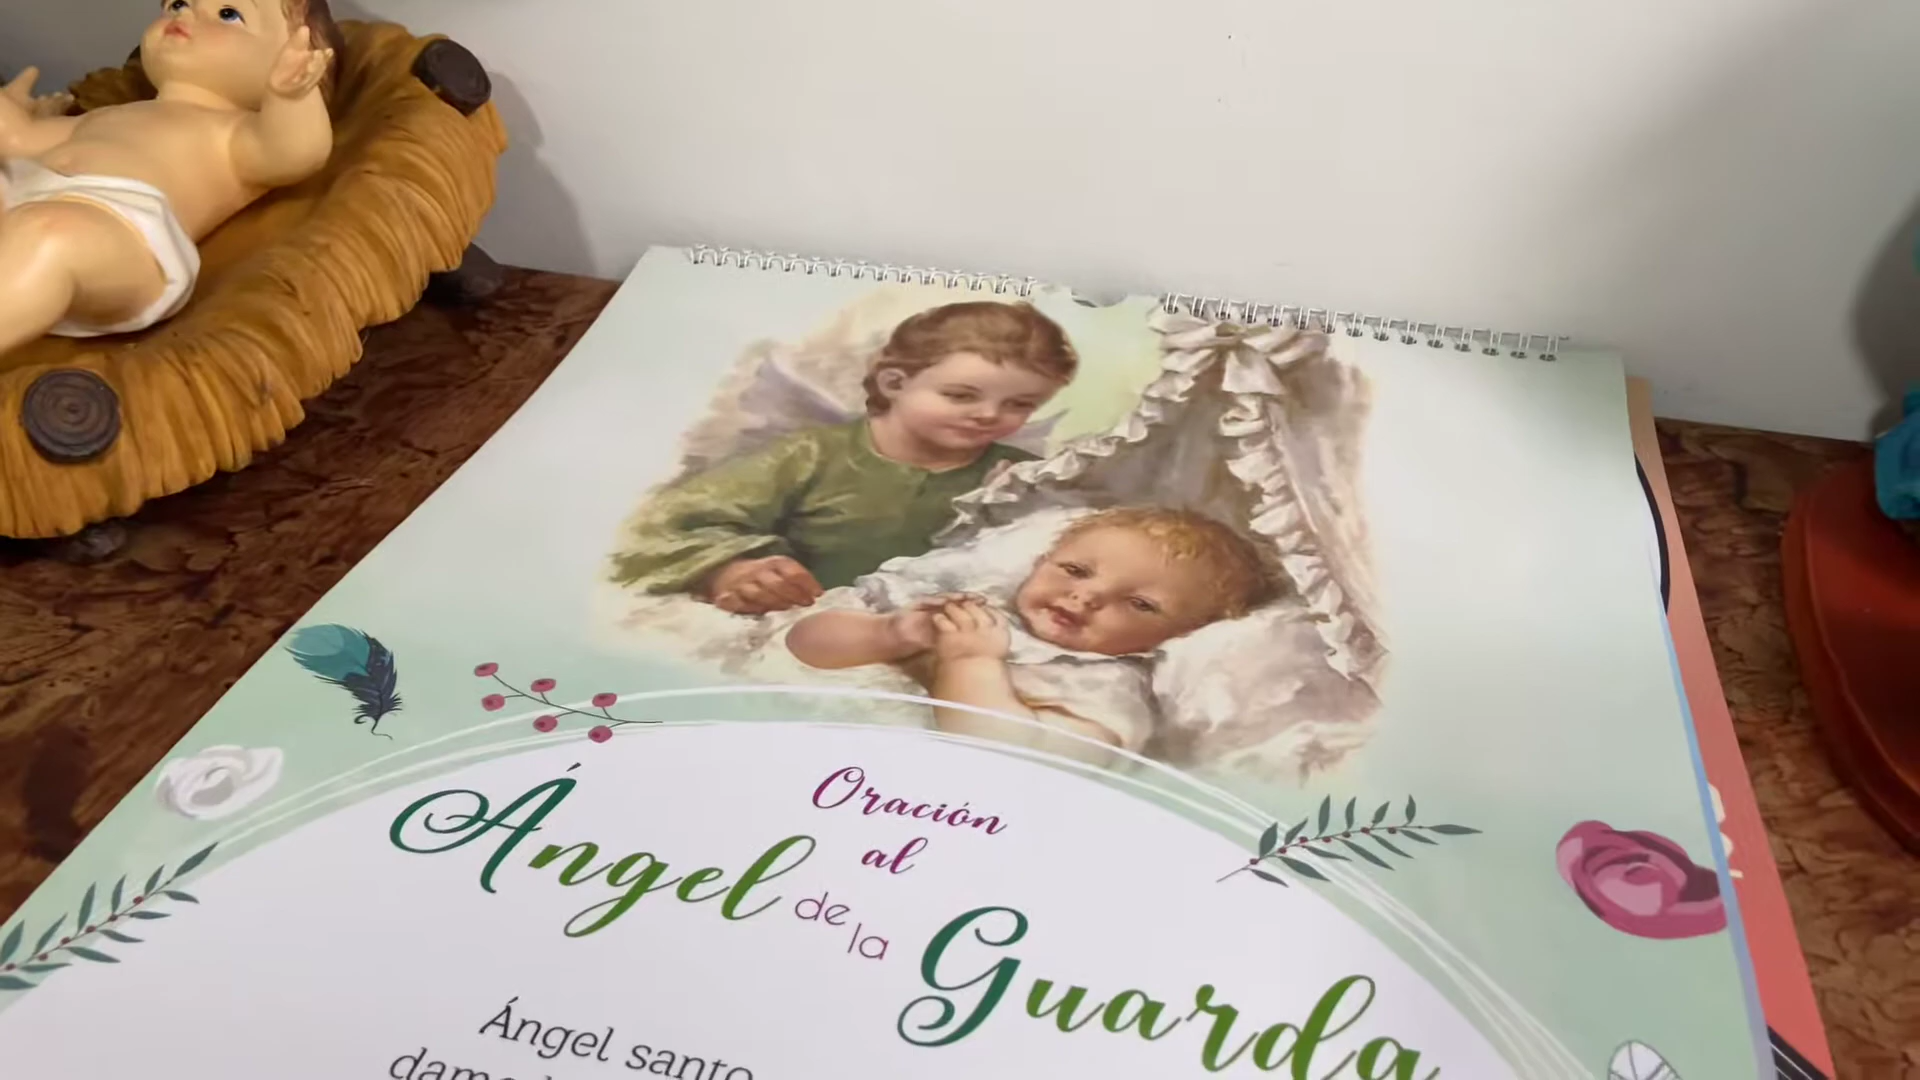 Oración
al
Ángel de la Guarda
Ángel santo